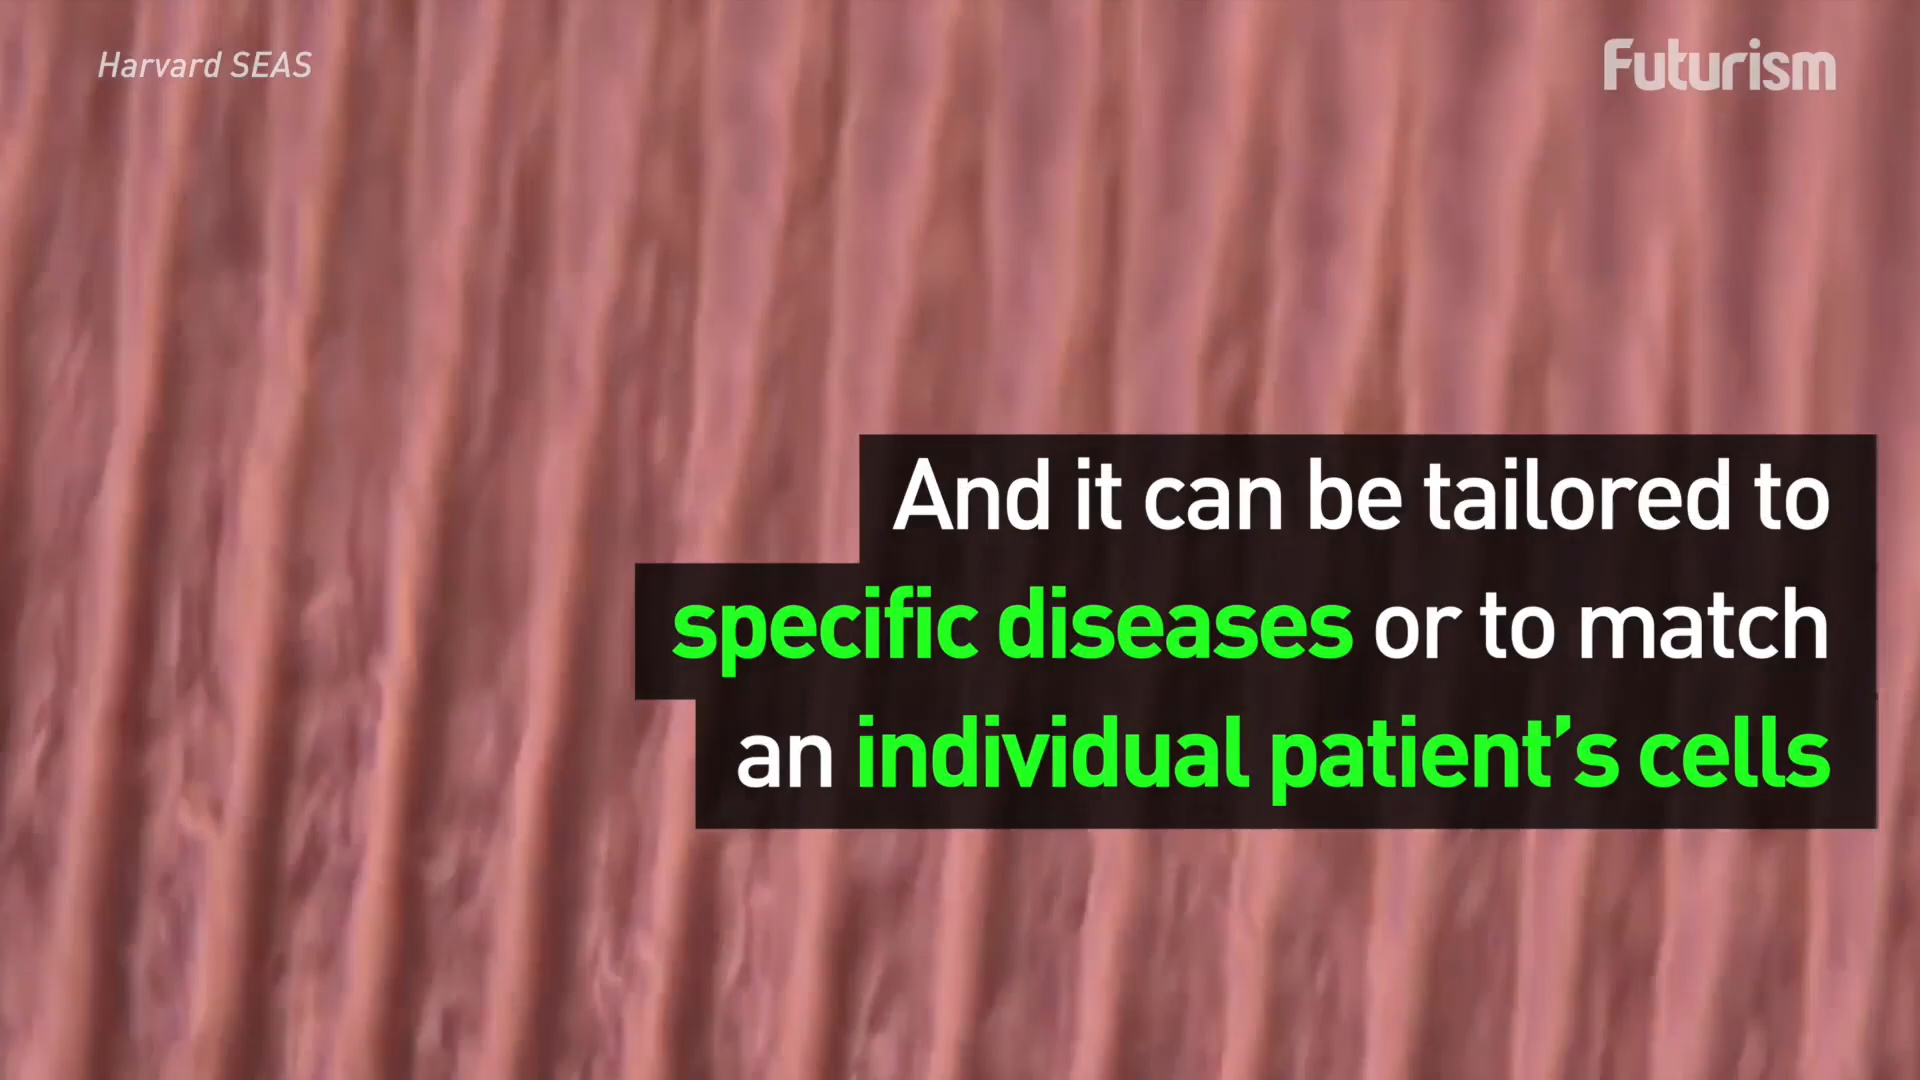 Harvard SEAS
Futurism
And it can be tailored to
specific diseases or to match
an individual patient’s cells